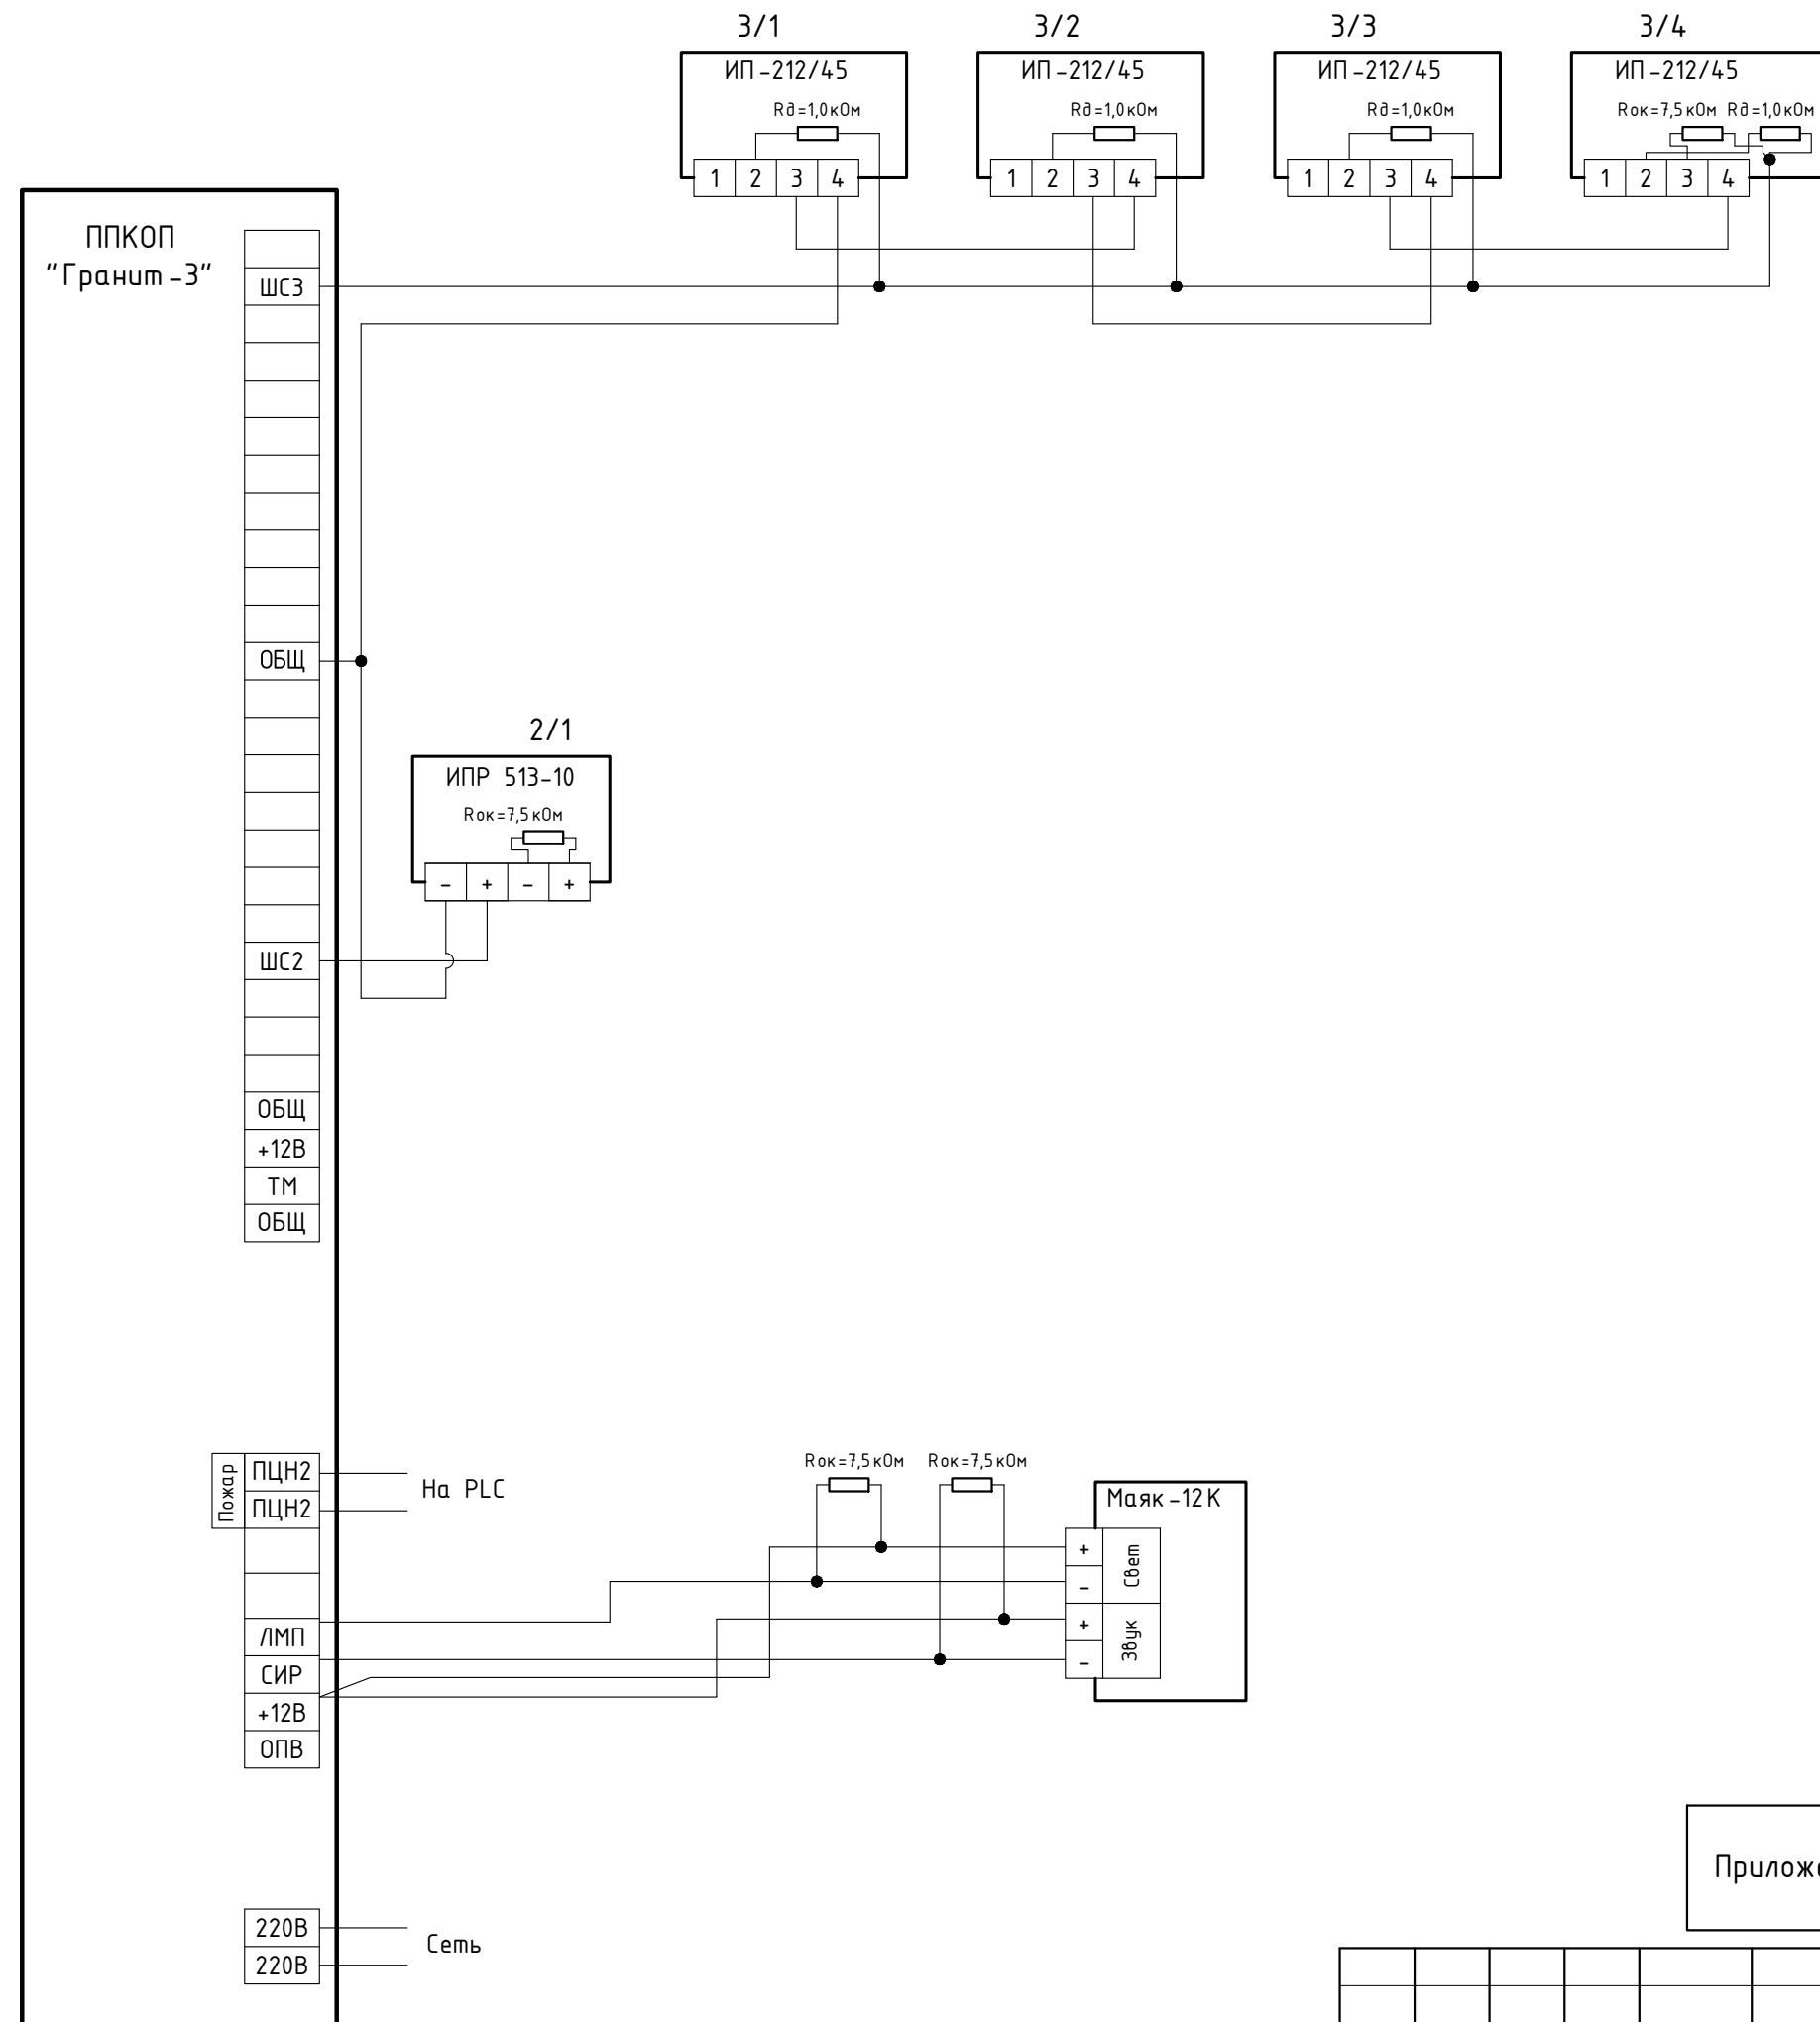 3/1
3/2
3/3
3/4
ИП-212/45
ИП-212/45
ИП-212/45
ИП-212/45
Rд=1,0кОм
Rд=1,0кОм
Rд=1,0кОм
Rок=7,5кОм Rд=1,0кОм
1 2 3 4
1 2 3 4
1 2 3 4
1 2 3 4
ППКОП
"Гранит-3"
ШС3
ОБЩ
2/1
ИПР 513-10
Rок=7,5кОм
- + - +
ШС2
ОБЩ
+12В
ТМ
ОБЩ
Пожар
ПЦН2
ПЦН2
На PLC
Rок=7,5кОм
Rок=7,5кОм
Маяк-12К
+
-
Свет
+
-
Звук
ЛМП
СИР
+12В
ОПВ
220В
220В
Сеть